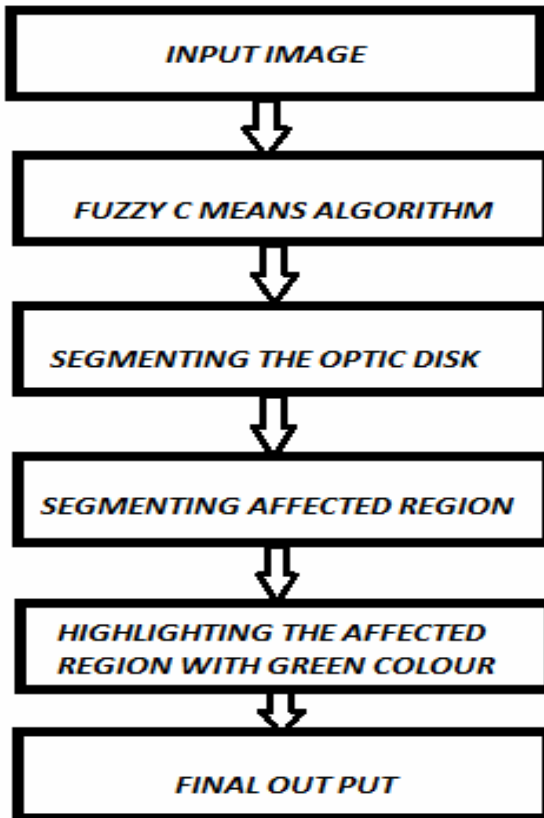 INPUT IMAGE
FUZZY C MEANS ALGORITHM
SEGMENTING THE OPTIC DISK
SEGMENTING AFFECTED REGION
HIGHLIGHTING THE AFFECTED
REGION WITH GREEN COLOUR
FINAL OUT PUT